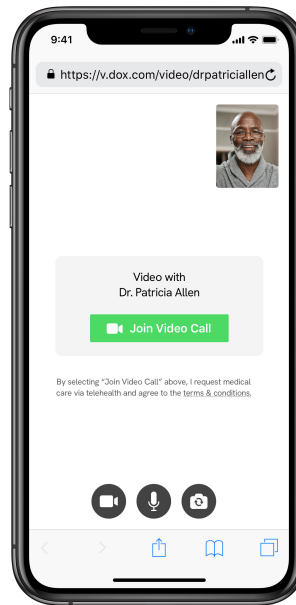 9:41
https://v.dox.com/video/drpatriciallen
Video with
Dr. Patricia Allen
Join Video Call
By selecting “Join Video Call” above, I request medical
care via telehealth and agree to the terms & conditions.